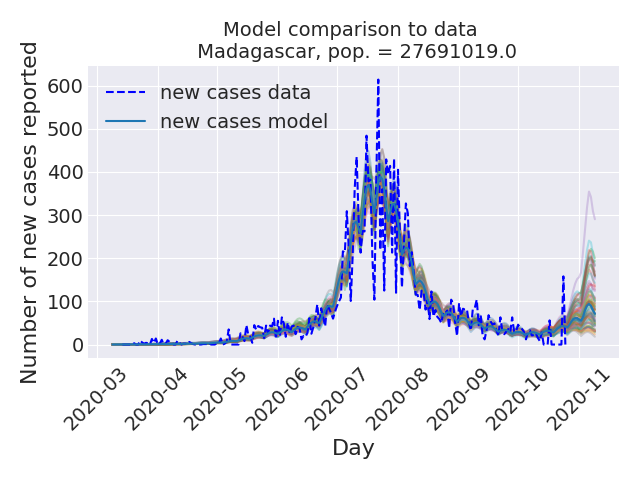 Model comparison to data
Madagascar, pop. = 27691019.0
Number of new cases reported
600
500
400
300
200
100
0
new cases data
new cases model
2020-03
2020-04
2020-05
2020-06
2020-07
2020-08
2020-09
2020-10
2020-11
Day